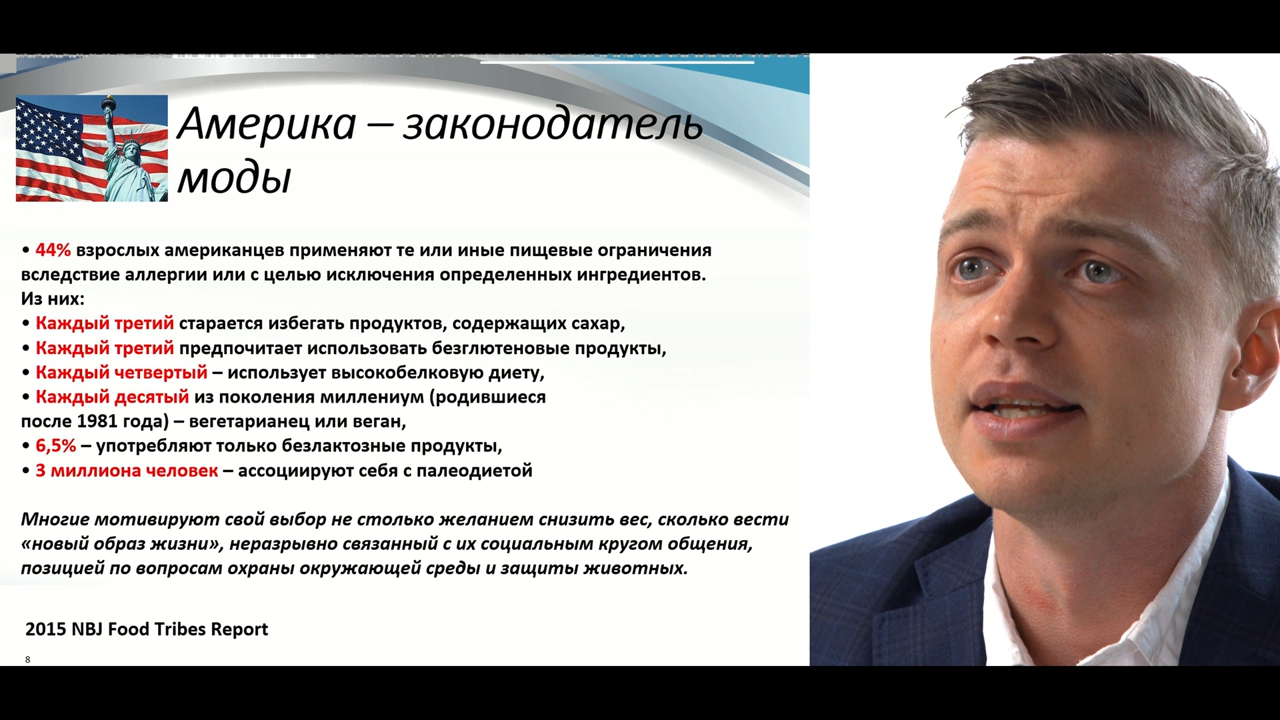 Америка – законодатель
моды
• 44% взрослых американцев применяют те или иные пищевые ограничения
вследствие аллергии или с целью исключения определенных ингредиентов.
Из них:
• Каждый третий старается избегать продуктов, содержащих сахар,
• Каждый третий предпочитает использовать безглютеновые продукты,
• Каждый четвертый – использует высокобелковую диету,
• Каждый десятый из поколения миллениум (родившиеся
после 1981 года) – вегетарианец или веган,
• 6,5% – употребляют только безлактозные продукты,
• 3 миллиона человек – ассоциируют себя с палеодиетой
Многие мотивируют свой выбор не столько желанием снизить вес, сколько вести
«новый образ жизни», неразрывно связанный с их социальным кругом общения,
позицией по вопросам охраны окружающей среды и защиты животных.
2015 NBJ Food Tribes Report
8